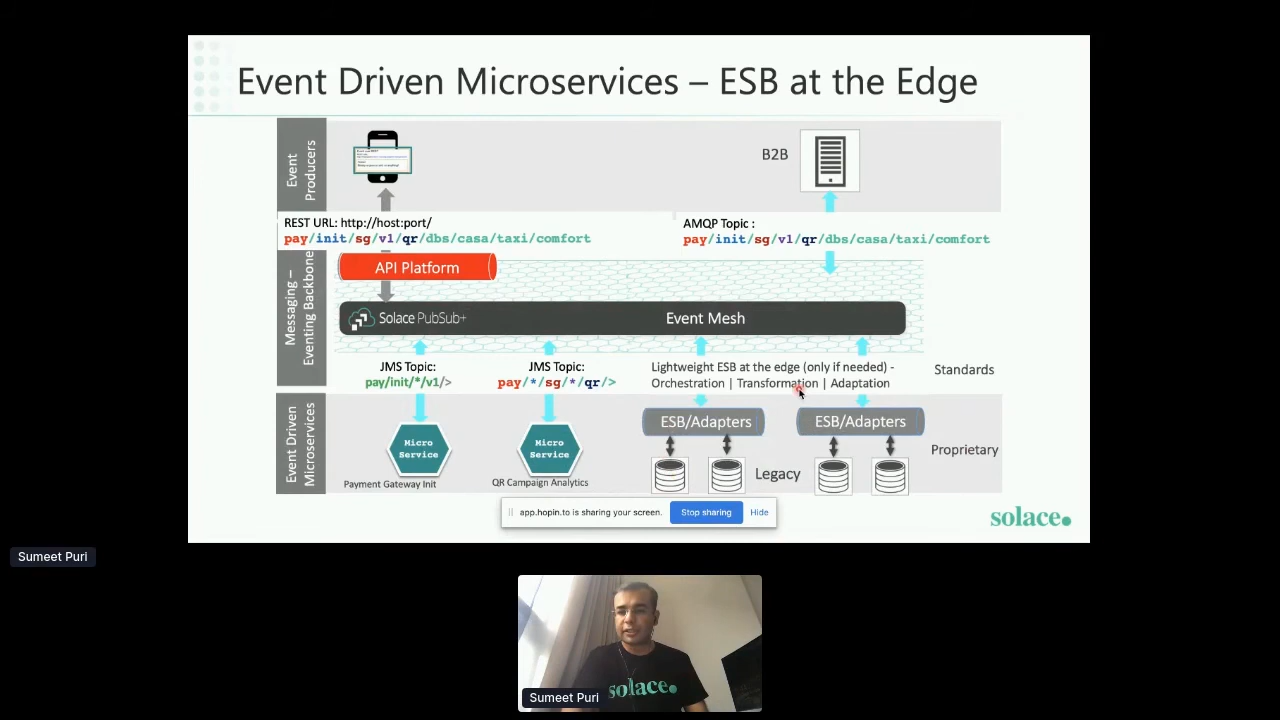 Event Driven Microservices – ESB at the Edge
Event
Producers
B2B
REST URL: http://host:port/
pay/init/sg/v1/qr/dbs/casa/taxi/comfort
AMQP Topic :
pay/init/sg/v1/qr/dbs/casa/taxi/comfort
Messaging –
Eventing Backbone
API Platform
Solace PubSub+
Event Mesh
JMS Topic:
pay/init/*/v1/>
JMS Topic:
pay/*/sg/*/qr/>
Lightweight ESB at the edge (only if needed) -
Orchestration | Transformation | Adaptation
Standards
Event Driven
Microservices
Micro
Service
Payment Gateway Init
Micro
Service
QR Campaign Analytics
ESB/Adapters
ESB/Adapters
Legacy
Proprietary
app.hopin.to is sharing your screen.
Stop sharing
Hide
solace.
Sumeet Puri
solace.
Sumeet Puri